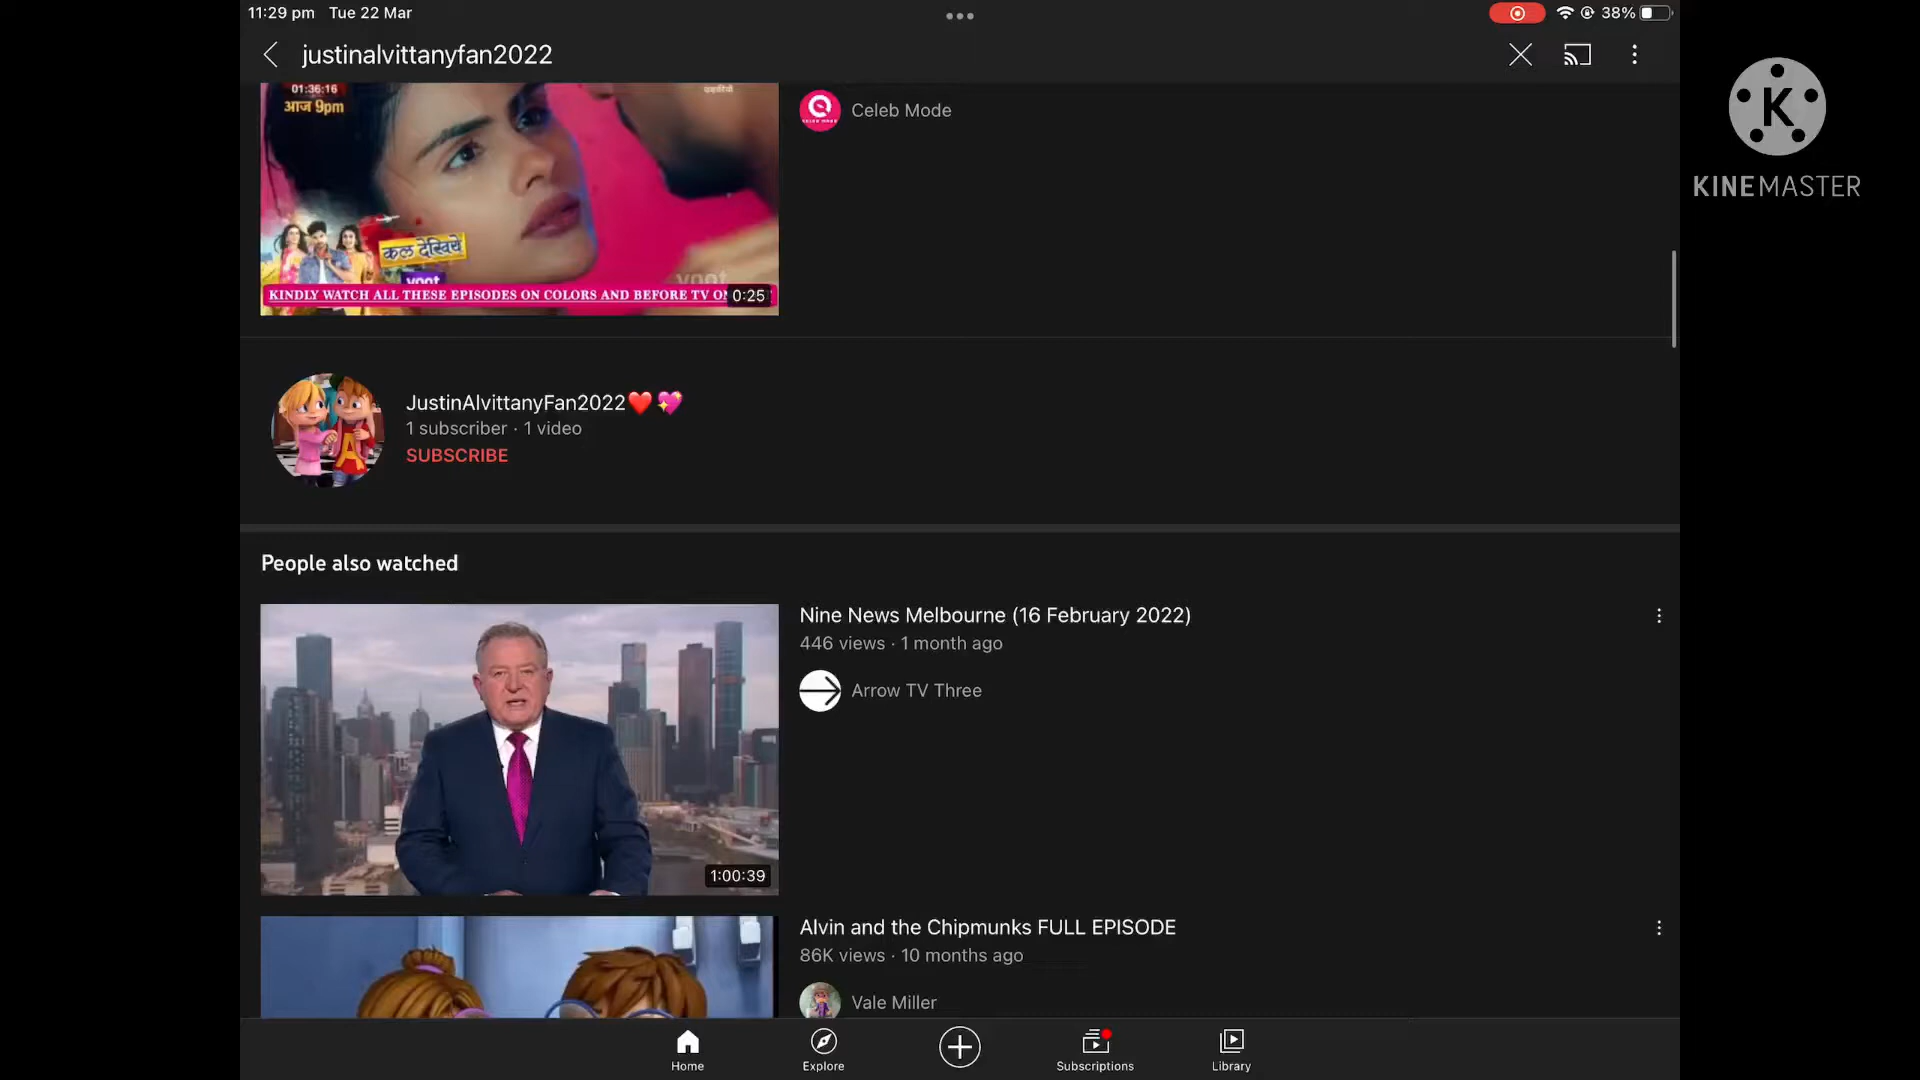 11:29 pm Tue 22 Mar
38%
justinalvittanyfan2022
KINEMASTER
01:36:16
आज 9pm
Celeb Mode
कल देखिये
voot
voot
KINDLY WATCH ALL THESE EPISODES ON COLORS AND BEFORE TV ON
0:25
JustinAlvittanyFan2022❤️💖
1 subscriber · 1 video
SUBSCRIBE
People also watched
Nine News Melbourne (16 February 2022)
446 views · 1 month ago
Arrow TV Three
1:00:39
Alvin and the Chipmunks FULL EPISODE
86K views · 10 months ago
Vale Miller
Home
Explore
Subscriptions
Library